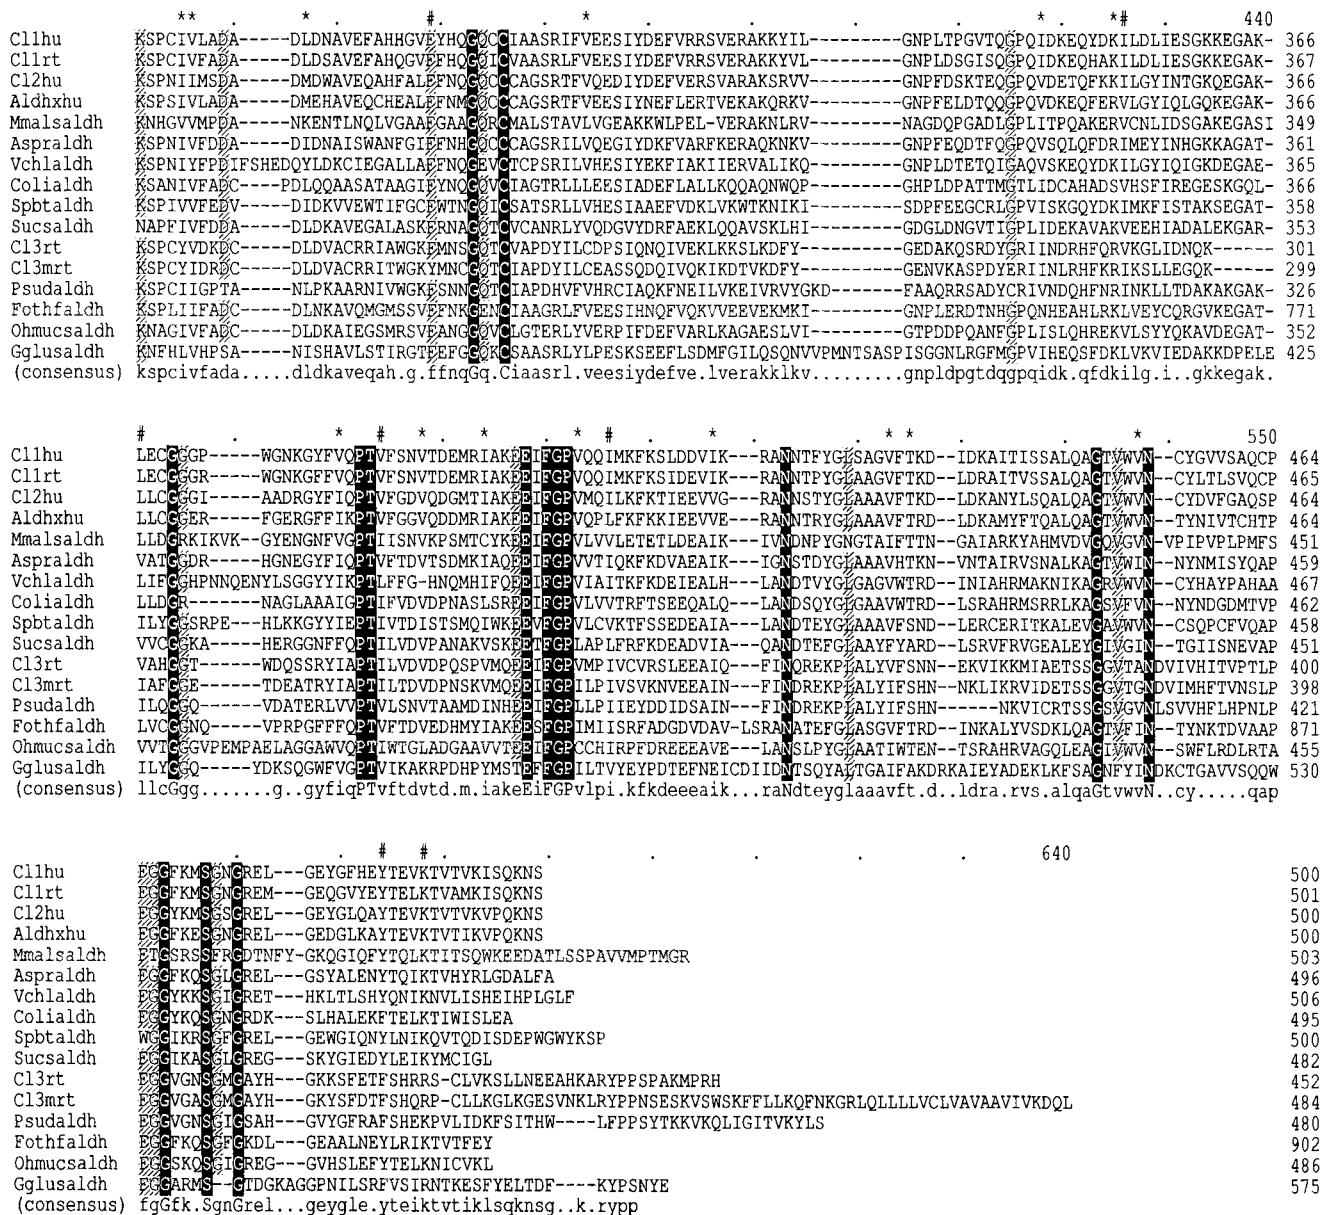 ** * # * * *# 440
Cl1hu KSPCIVLADA-----DLDNAVEFAHHGVFYHQGQCCIAASRIFVEESIYDEFVRRSVERAKKYIL---------GNPLTPGVTQGPQIDKEQYDKILDLIESGKKEGAK- 366
Cl1rt KSPCIVFADA-----DLDSAVEFAHQGVFFHQGQICVAASRLFVEESIYDEFVRRSVERAKKYVL---------GNPLDSGISQGPQIDKEQHAKILDLIESGKKEGAK- 367
Cl2hu KSPNIIMSDA-----DMDWAVEQAHFALFFNQGQCCCAGSRTFVQEDIYDEFVERSVARAKSRVV---------GNPFDSKTEQGPQVDETQFKKILGYINTGKQEGAK- 366
Aldhxhu KSPSIVLADA-----DMEHAVEQCHEALFFNMGQCCCAGSRTFVEESIYNEFLERTVEKAKQRKV---------GNPFELDTQQGPQVDKEQFERVLGYIQLGQKEGAK- 366
Mmalsaldh KNHGVVMPDA-----NKENTLNQLVGAAFGAAGQRCMALSTAVLVGEAKKWLPEL-VERAKNLRV---------NAGDQPGADLGPLITPQAKERVCNLIDSGAKEGASI 349
Aspraldh KSPNIVFDDA-----DIDNAISWANFGIFFNHGQCCCAGSRILVQEGIYDKFVARFKERAQKNKV---------GNPFEQDTFQGPQVSQLQFDRIMEYINHGKKAGAT- 361
Vchlaldh KSPNIYFPDIFSHEDQYLDKCIEGALLAFFNQGEVCTCPSRILVHESIYEKFIAKIIERVALIKQ---------GNPLDTETQIGAQVSKEQYDKILGYIQIGKDEGAE- 365
Colialdh KSANIVFADC----PDLQQAASATAAGIFYNQGQVCIAGTRLLLEESIADEFLALLKQQAQNWQP---------GHPLDPATTMGTLIDCAHADSVHSFIREGESKGQL- 366
Spbtaldh KSPIVVFEDV-----DIDKVVEWTIFGCFWTNGQICSATSRLLVHESIAAEFVDKLVKWTKNIKI---------SDPFEEGCRLGPVISKGQYDKIMKFISTAKSEGAT- 358
Sucsaldh NAPFIVFDDA-----DLDKAVEGALASKFRNAGQTCVCANRLYVQDGVYDRFAEKLQQAVSKLHI---------GDGLDNGVTIGPLIDEKAVAKVEEHIADALEKGAR- 353
Cl3rt KSPCYVDKDC-----DLDVACRRIAWGKFMNSGQTCVAPDYILCDPSIQNQIVEKLKKSLKDFY----------GEDAKQSRDYGRIINDRHFQRVKGLIDNQK------ 301
Cl3mrt KSPCYIDRDC-----DLDVACRRITWGKYMNCGQTCIAPDYILCEASSQDQIVQKIKDTVKDFY----------GENVKASPDYERIINLRHFKRIKSLLEGQK------ 299
Psudaldh KSPCIIGPTA-----NLPKAARNIVWGKFSNNGQTCIAPDHVFVHRCIAQKFNEILVKEIVRVYGKD-------FAAQRRSADYCRIVNDQHFNRINKLLTDAKAKGAK- 326
Fothfaldh KSPLIIFADC-----DLNKAVQMGMSSVFFNKGENCIAAGRLFVEESIHNQFVQKVVEEVEKMKI---------GNPLERDTNHGPQNHEAHLRKLVEYCQRGVKEGAT- 771
Ohmucsaldh KNAGIVFADC-----DLDKAIEGSMRSVFANGGQVCLGTERLYVERPIFDEFVARLKAGAESLVI---------GTPDDPQANFGPLISLQHREKVLSYYQKAVDEGAT- 352
Gglusaldh KNFHLVHPSA-----NISHAVLSTIRGTFEFGGQKCSAASRLYLPESKSEEFLSDMFGILQSQNVVPMNTSASPISGGNLRGFMGPVIHEQSFDKLVKVIEDAKKDPELE 425
(consensus) kspcivfada.....dldkaveqah.g.ffnqGq.Ciaasrl.veesiydefve.lverakklkv.........gnpldpgtdqgpqidk.qfdkilg.i..gkkegak.
# * # * * * # * * * * 550
Cl1hu LECGGGP------WGNKGYFVQPTVFSNVTDEMRIAKEEIFGPVQQIMKFKSLDDVIK---RANNTFYGLSAGVFTKD--IDKAITISSALQAGTVWVN--CYGVVSAQCP 464
Cl1rt LECGGGR------WGNKGFFVQPTVFSNVTDEMRIAKEEIFGPVQQIMKFKSIDEVIK---RANNTPYGLAAGVFTKD--LDRAITVSSALQAGTVWVN--CYLTLSVQCP 465
Cl2hu LLCGGGI------AADRGYFIQPTVFGDVQDGMTIAKEEIFGPVMQILKFKTIEEVVG---RANNSTYGLAAAVFTKD--LDKANYLSQALQAGTVWVN--CYDVFGAQSP 464
Aldhxhu LLCGGER------FGERGFFIKPTVFGGVQDDMRIAKEEIFGPVQPLFKFKKIEEVVE---RANNTRYGLAAAVFTRD--LDKAMYFTQALQAGTVWVN--TYNIVTCHTP 464
Mmalsaldh LLDGRKIKVK--GYENGNFVGPTIISNVKPSMTCYKEEIFGPVLVVLETETLDEAIK---IVNDNPYGNGTAIFTTN--GAIARKYAHMVDVGQVGVN--VPIPVPLPMFS 451
Aspraldh VATGGDR------HGNEGYFIQPTVFTDVTSDMKIAQEEIFGPVVTIQKFKDVAEAIK---IGNSTDYGLAAAVHTKN--VNTAIRVSNALKAGTVWIN--NYNMISYQAP 459
Vchlaldh LIFGGHPNNQENYLSGGYYIKPTLFFG-HNQMHIFQEEIFGPVIAITKFKDEIEALH---LANDTVYGLGAGVWTRD--INIAHRMAKNIKAGRVWVN--CYHAYPAHAA 467
Colialdh LLDGR--------NAGLAAAIGPTIFVDVDPNASLSREEIFGPVLVVTRFTSEEQALQ---LANDSQYGLGAAVWTRD--LSRAHRMSRRLKAGSVFVN--NYNDGDMTVP 462
Spbtaldh ILYGGSRPE--HLKKGYYIEPTIVTDISTSMQIWKEEVFGPVLCVKTFSSEDEAIA---LANDTEYGLAAAVFSND--LERCERITKALEVGAVWVN--CSQPCFVQAP 458
Sucsaldh VVCGGKA------HERGGNFFQPTILVDVPANAKVSKEETFGPLAPLFRFKDEADVIA---QANDTEFGLAAYFYARD--LSRVFRVGEALEYGIVGIN--TGIISNEVAP 451
Cl3rt VAHGGT-------WDQSSRYIAPTILVDVDPQSPVMQEEIFGPVMPIVCVRSLEEAIQ---FINQREKPLALYVFSNN--EKVIKKMIAETSSGGVTANDVIVHITVPTLP 400
Cl3mrt IAFGGE-------TDEATRYIAPTILTDVDPNSKVMQEEIFGPILPIVSVKNVEEAIN---FINDREKPLALYIFSHN--NKLIKRVIDETSSGGVTGNDVIMHFTVNSLP 398
Psudaldh ILQGGQ-------VDATERLVVPTVLSNVTAAMDINHEEIFGPLLPIIEYDDIDSAIN---FINDREKPLALYIFSHN------NKVICRTSSGSVGVNLSVVHFLHPNLP 421
Fothfaldh LVCGGNQ------VPRPGFFFQPTVFTDVEDHMYIAKEESFGPIMIISRFADGDVDAV-LSRANATEFGLASGVFTRD--INKALYVSDKLQAGTVFVN--TYNKTDVAAP 871
Ohmucsaldh VVTGGGVPEMPAELAGGAWVQPTIWTGLADGAAVVTEEIFGPCCHIRPFDREEEAVE---LANSLPYGLAATIWTEN--TSRAHRVAGQLEAGIVWVN--SWFLRDLRTA 455
Gglusaldh ILYGGQ-------YDKSQGWFVGPTVIKAKRPDHPYMSTEFFGPILTVYEYPDTEFNEICDIIDNTSQYALTGAIFAKDRKAIEYADEKLKFSAGNFYINDKCTGAVVSQQW 530
(consensus) llcGgg.......g..gyfiqPTvftdvtd.m.iakeEiFGPvlpi.kfkdeeeaik...raNdteyglaaavft.d..ldra.rvs.alqaGtvwvN..cy.....qap
# # 640
Cl1hu FGGFKMSGNGREL---GEYGFHEYTEVKTVTVKISQKNS 500
Cl1rt FGGFKMSGNGREM---GEQGVYEYTELKTVAMKISQKNS 501
Cl2hu FGGYKMSGSGREL---GEYGLQAYTEVKTVTVKVPQKNS 500
Aldhxhu FGGFKESGNGREL---GEDGLKAYTEVKTVTIKVPQKNS 500
Mmalsaldh FTGSRSSFRGDTNFY-GKQGIQFYTQLKTITSQWKEEDATLSSPAVVMPTMGR 503
Aspraldh FGGFKQSGLGREL---GSYALENYTQIKTVHYRLGDALFA 496
Vchlaldh FGGYKKSGIGRET---HKLTLSHYQNIKNVLISHEIHPLGLF 506
Colialdh FGGYKQSGNGRDK---SLHALEKFTELKTIWISLEA 495
Spbtaldh WGGIKRSGFGREL---GEWGIQNYLNIKQVTQDISDEPWGWYKSP 500
Sucsaldh FGGIKASGLGREG---SKYGIEDYLEIKYMCIGL 482
Cl3rt FGGVGNSGMGAYH---GKKSFETFSHRRS-CLVKSLLNEEAHKARYPPSPAKMPRH 452
Cl3mrt FGGVGASGMGAYH---GKYSFDTFSHQRP-CLLKGLKGESVNKLRYPPNSESKVSWSKFFLLKQFNKGRLQLLLLVCLVAVAAVIVKDQL 484
Psudaldh FGGVGNSGIGSAH---GVYGFRAFSHEKPVLIDKFSITHW----LFPPSYTKKVKQLIGITVKYLS 480
Fothfaldh FGGFKQSGFGKDL---GEAALNEYLRIKTVTFEY 902
Ohmucsaldh FGGSKQSGIGREG---GVHSLEFYTELKNICVKL 486
Gglusaldh FGGARMS--GTDGKAGGPNILSRFVSIRNTKESFYELTDF----KYPSNYE 575
(consensus) fgGfk.SgnGrel...geygle.yteiktvtiklsqknsg..k.rypp